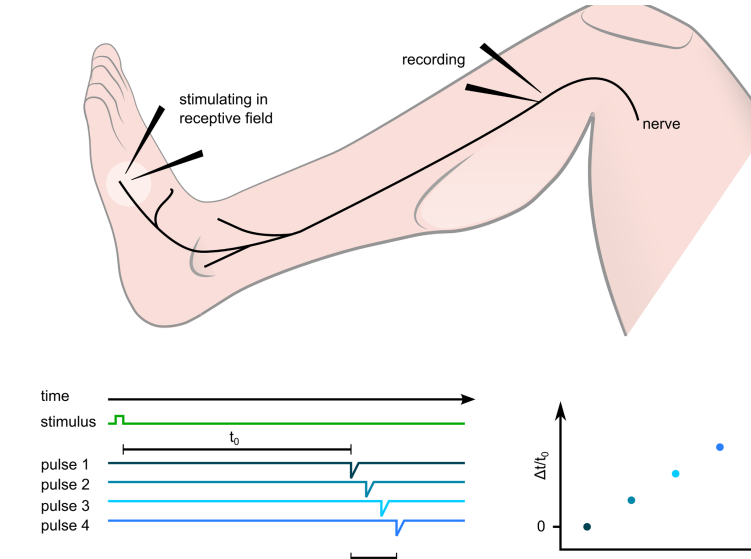 recording
stimulating in
receptive field
nerve
time
stimulus
t₀
pulse 1
pulse 2
pulse 3
pulse 4
Δt/t₀
0